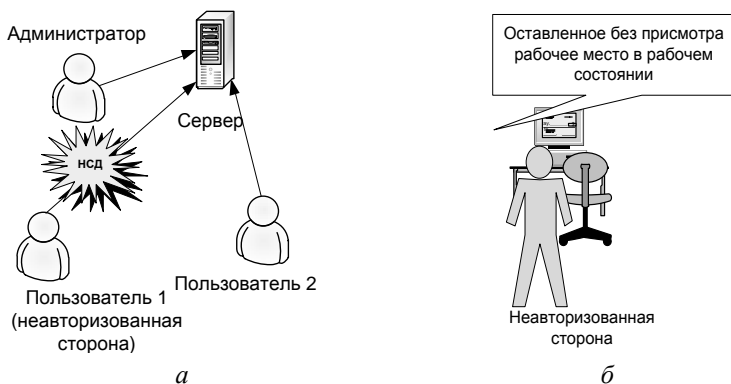 Администратор
Сервер
НСД
Пользователь 1
(неавторизованная
сторона)
Пользователь 2
а
Оставленное без присмотра
рабочее место в рабочем
состоянии
Неавторизованная
сторона
б